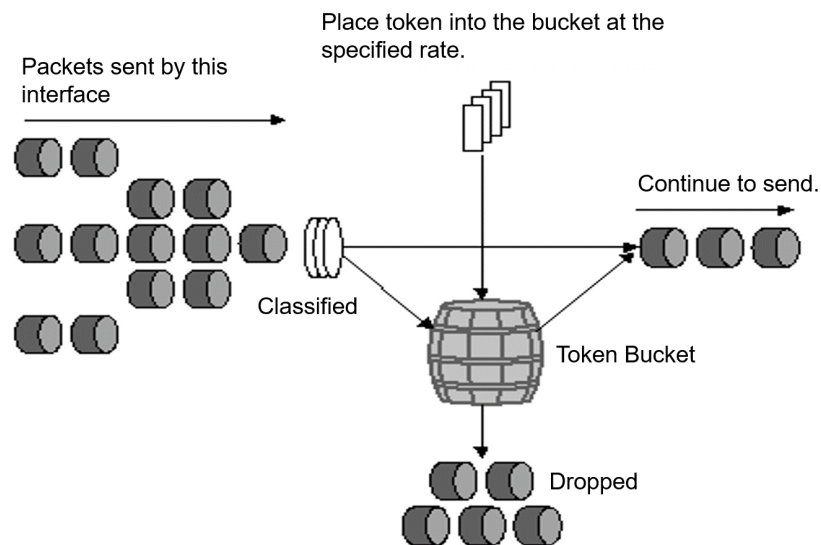 Place token into the bucket at the
specified rate.
Packets sent by this
interface
Continue to send.
Classified
Token Bucket
Dropped